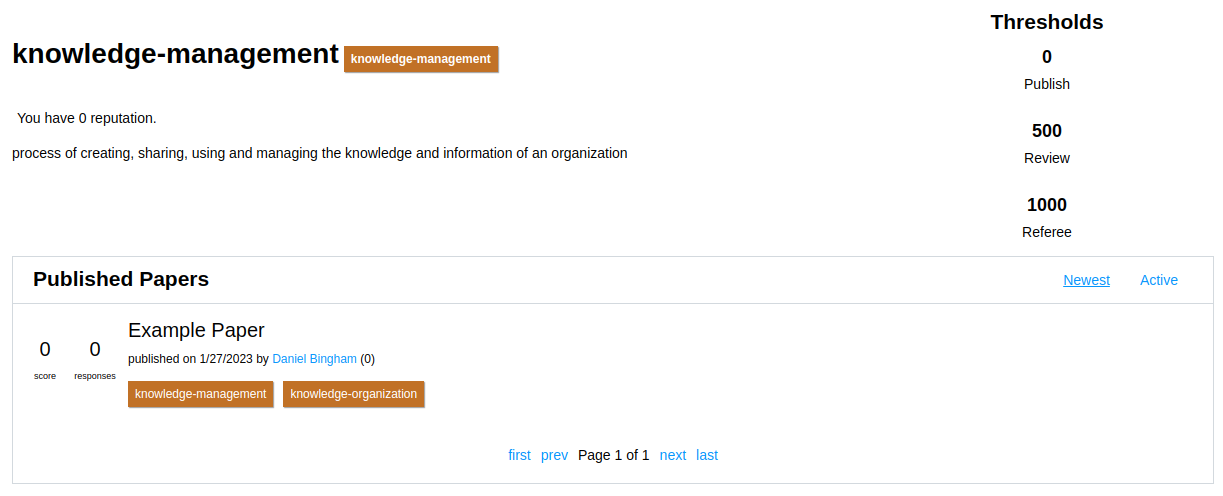 knowledge-management knowledge-management
You have 0 reputation.
process of creating, sharing, using and managing the knowledge and information of an organization
Thresholds
0
Publish
500
Review
1000
Referee
Published Papers Newest Active
0 score
0 responses
Example Paper
published on 1/27/2023 by Daniel Bingham (0)
knowledge-management knowledge-organization
first prev Page 1 of 1 next last